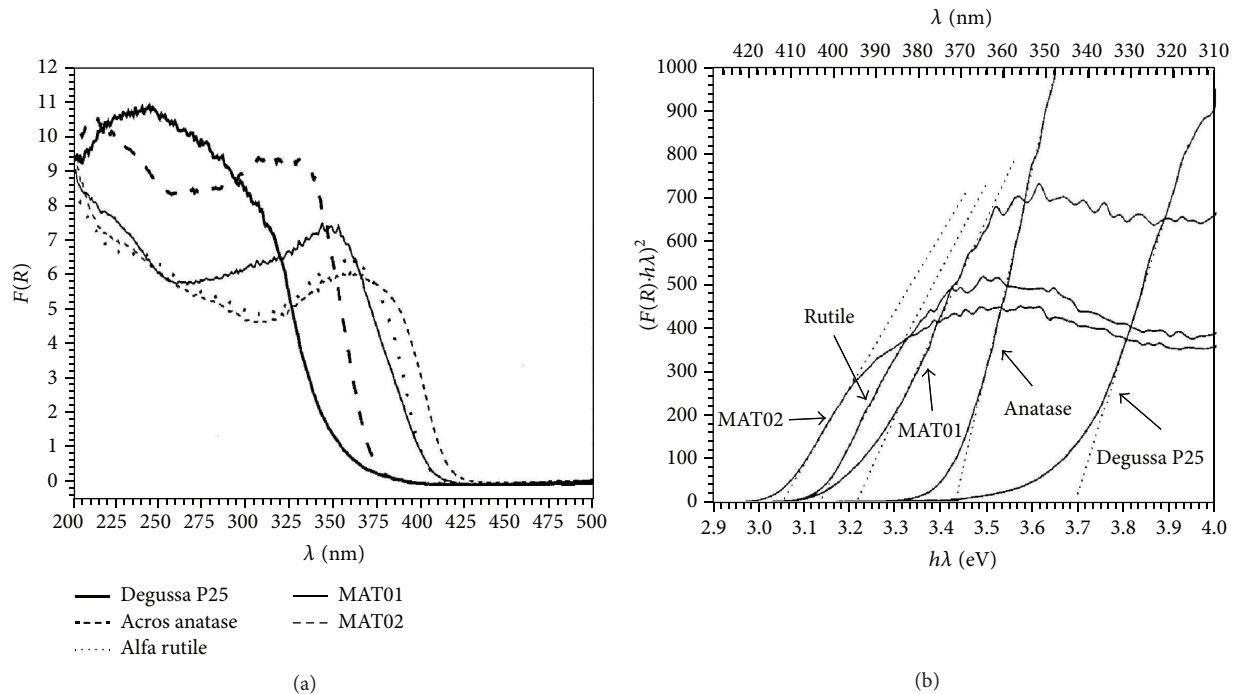 12
11
10
9
8
7
6
5
4
3
2
1
0
F(R)
200 225 250 275 300 325 350 375 400 425 450 475 500
λ (nm)
Degussa P25
Acros anatase
Alfa rutile
MAT01
MAT02
(a)
λ (nm)
420 410 400 390 380 370 360 350 340 330 320 310
1000
900
800
700
600
500
400
300
200
100
0
(F(R)·hλ)²
Rutile
MAT02
MAT01
Anatase
Degussa P25
2.9 3.0 3.1 3.2 3.3 3.4 3.5 3.6 3.7 3.8 3.9 4.0
hλ (eV)
(b)